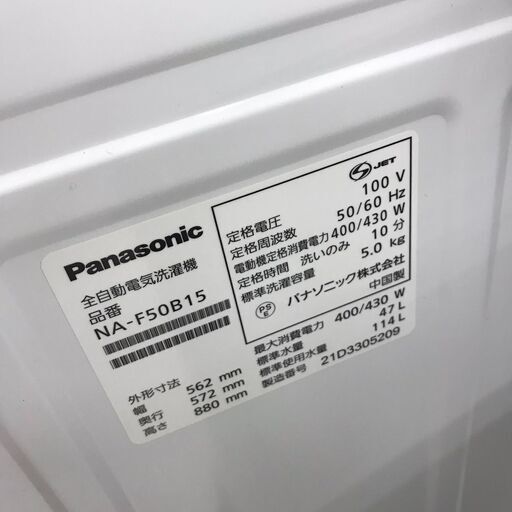 Panasonic
全自動電気洗濯機
品番
NA-F50B15
外形寸法
幅 562 mm
奥行 572 mm
高さ 880 mm
S JET
定格電圧 100 V
定格周波数 50/60 Hz
電動機定格消費電力 400/430 W
定格時間 洗いのみ 10 分
標準洗濯容量 5.0 kg
PS E
パナソニック株式会社
中国製
最大消費電力 400/430 W
標準水量 47 L
標準使用水量 114 L
製造番号 21D3305209